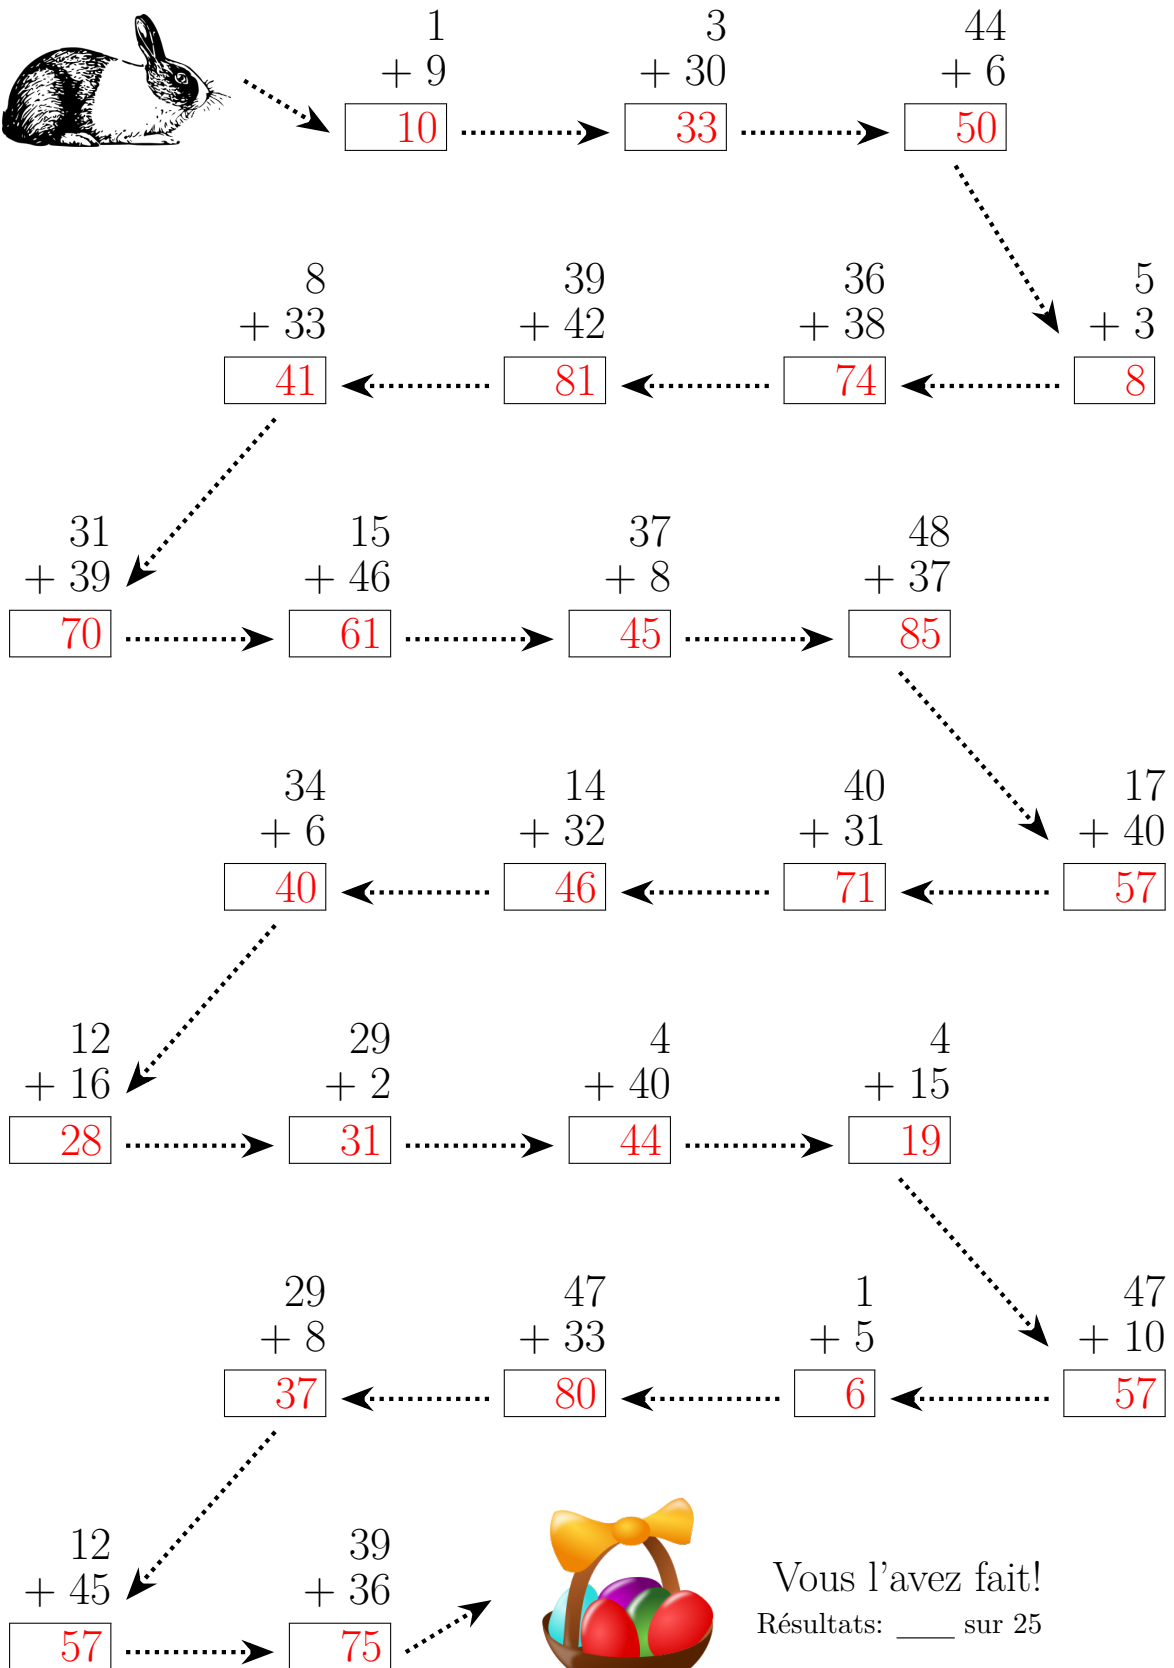 1 3 44
+ 9 + 30 + 6
10 33 50
8 39 36 5
+ 33 + 42 + 38 + 3
41 81 74 8
31 15 37 48
+ 39 + 46 + 8 + 37
70 61 45 85
34 14 40 17
+ 6 + 32 + 31 + 40
40 46 71 57
12 29 4 4
+ 16 + 2 + 40 + 15
28 31 44 19
29 47 1 47
+ 8 + 33 + 5 + 10
37 80 6 57
12 39
+ 45 + 36
57 75
Vous l'avez fait!
Résultats: ____ sur 25